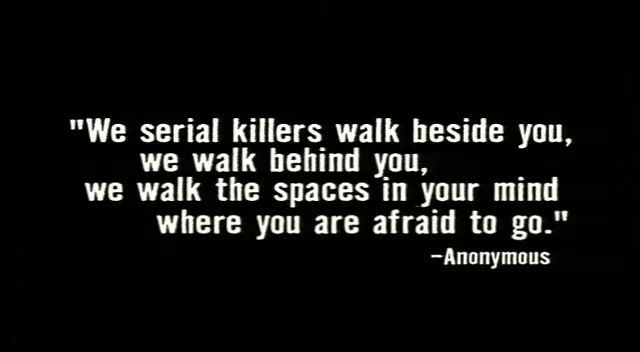 "We serial killers walk beside you,
we walk behind you,
we walk the spaces in your mind
where you are afraid to go."
–Anonymous